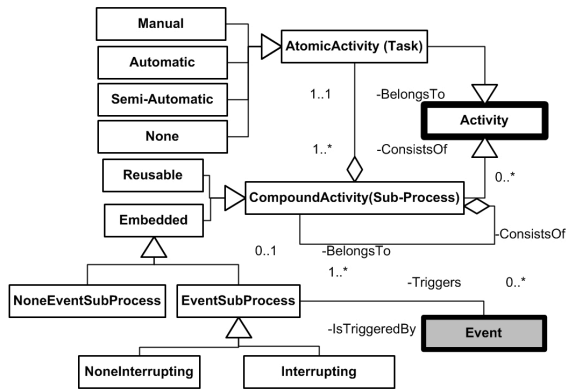 Manual
AtomicActivity (Task)
Automatic
Semi-Automatic
1..1
-BelongsTo
Activity
None
1..*
-ConsistsOf
Reusable
0..*
CompoundActivity(Sub-Process)
Embedded
-ConsistsOf
0..1
-BelongsTo
1..*
-Triggers
0..*
NoneEventSubProcess
EventSubProcess
-IsTriggeredBy
Event
NoneInterrupting
Interrupting